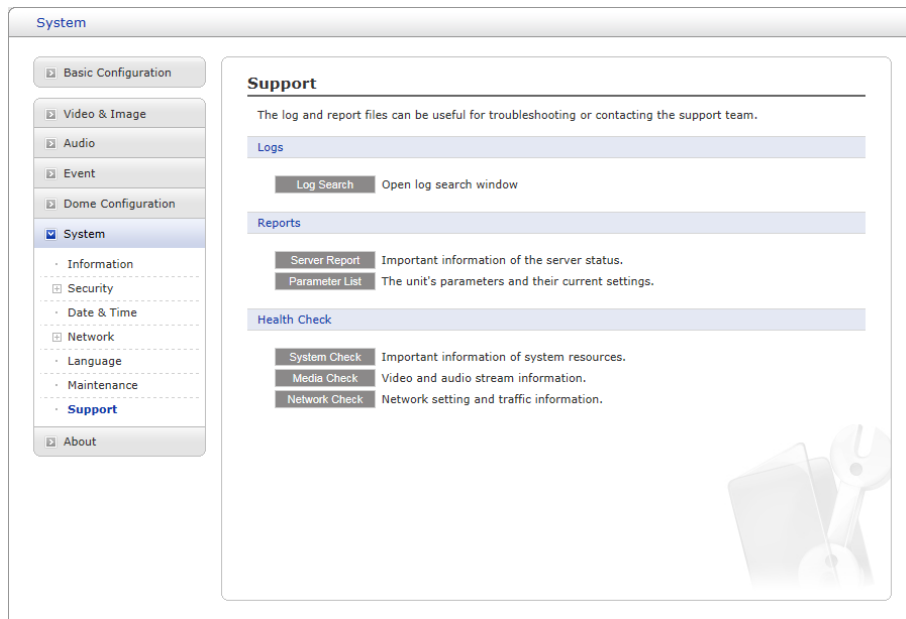 System
Basic Configuration
Video & Image
Audio
Event
Dome Configuration
System
Information
Security
Date & Time
Network
Language
Maintenance
Support
About
Support
The log and report files can be useful for troubleshooting or contacting the support team.
Logs
Log Search Open log search window
Reports
Server Report Important information of the server status.
Parameter List The unit's parameters and their current settings.
Health Check
System Check Important information of system resources.
Media Check Video and audio stream information.
Network Check Network setting and traffic information.